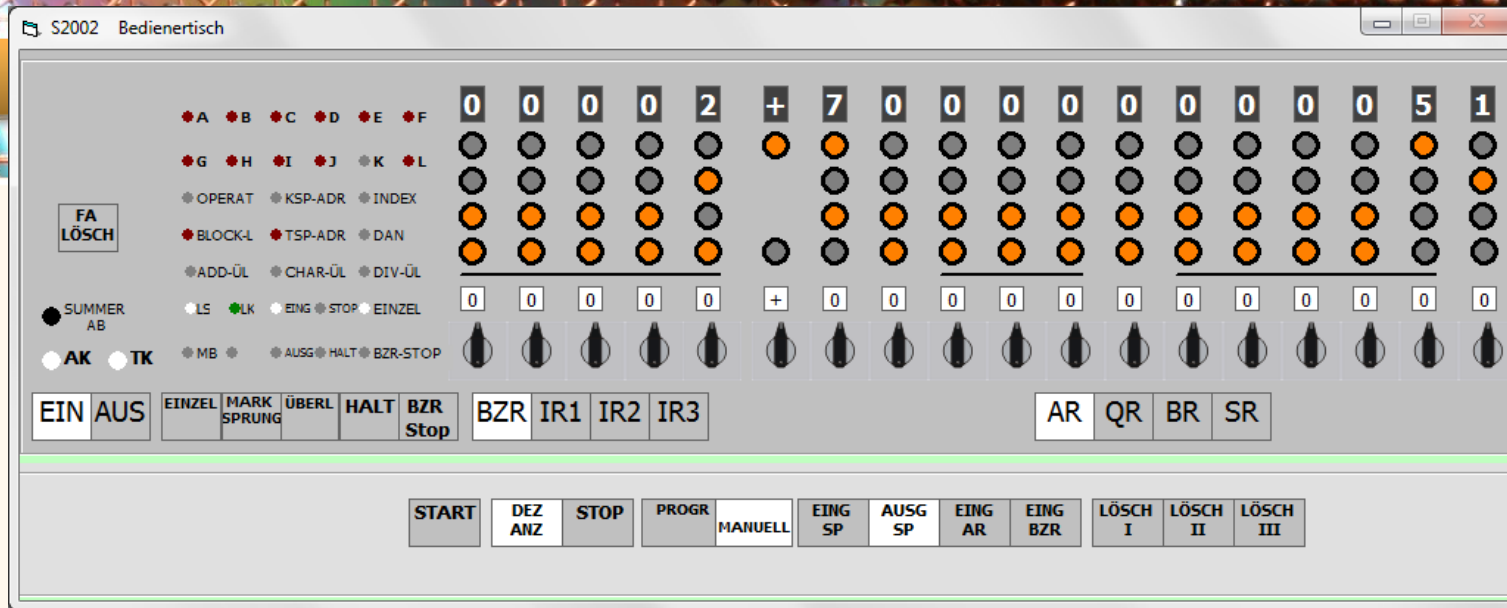 S2002 Bedienertisch
0 0 0 0 2 + 7 0 0 0 0 0 0 0 0 0 5 1
A B C D E F
G H I J K L
OPERAT KSP-ADR INDEX
FA
LÖSCH
BLOCK-L TSP-ADR DAN
ADD-ÜL CHAR-ÜL DIV-ÜL
0 0 0 0 0 + 0 0 0 0 0 0 0 0 0 0 0 0
SUMMER
AB
LS LK EING STOP EINZEL
AK TK
MB AUSG HALT BZR-STOP
EIN AUS
EINZEL
MARK
SPRUNG
ÜBERL
HALT
BZR
Stop
BZR IR1 IR2 IR3
AR QR BR SR
START
DEZ
ANZ
STOP
PROGR
MANUELL
EING
SP
AUSG
SP
EING
AR
EING
BZR
LÖSCH
I
LÖSCH
II
LÖSCH
III